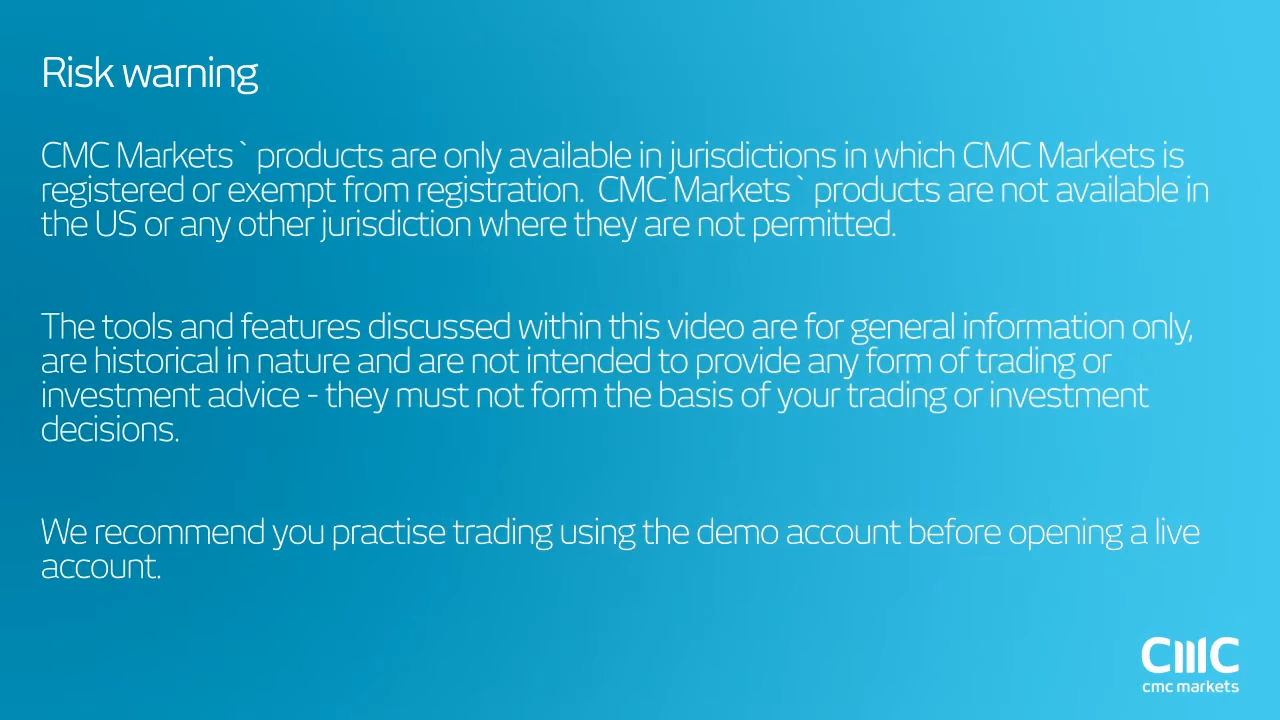 Risk warning
CMC Markets` products are only available in jurisdictions in which CMC Markets is
registered or exempt from registration.  CMC Markets` products are not available in
the US or any other jurisdiction where they are not permitted.
The tools and features discussed within this video are for general information only,
are historical in nature and are not intended to provide any form of trading or
investment advice - they must not form the basis of your trading or investment
decisions.
We recommend you practise trading using the demo account before opening a live
account.
CMC
cmc markets